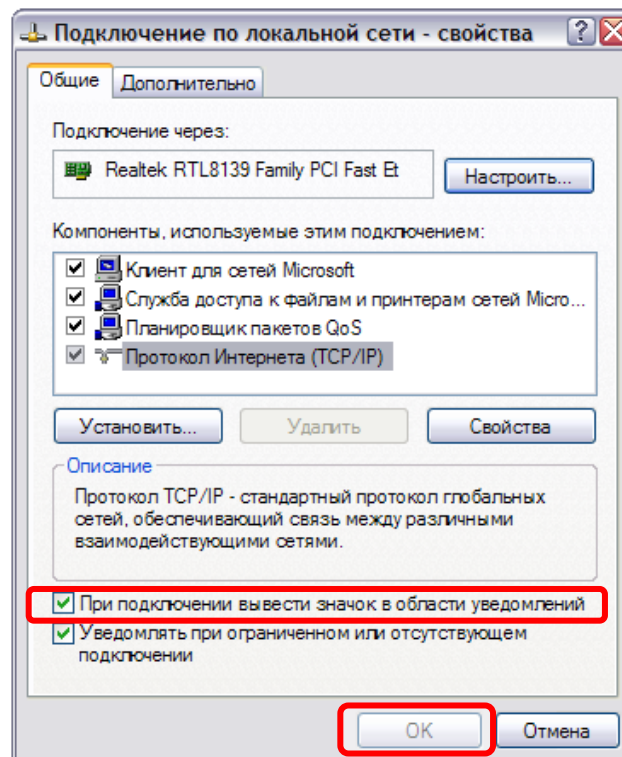 Подключение по локальной сети - свойства
Общие
Дополнительно
Подключение через:
Realtek RTL8139 Family PCI Fast Et
Настроить...
Компоненты, используемые этим подключением:
Клиент для сетей Microsoft
Служба доступа к файлам и принтерам сетей Micro...
Планировщик пакетов QoS
Протокол Интернета (TCP/IP)
Установить...
Удалить
Свойства
Описание
Протокол TCP/IP - стандартный протокол глобальных
сетей, обеспечивающий связь между различными
взаимодействующими сетями.
При подключении вывести значок в области уведомлений
Уведомлять при ограниченном или отсутствующем
подключении
OK
Отмена